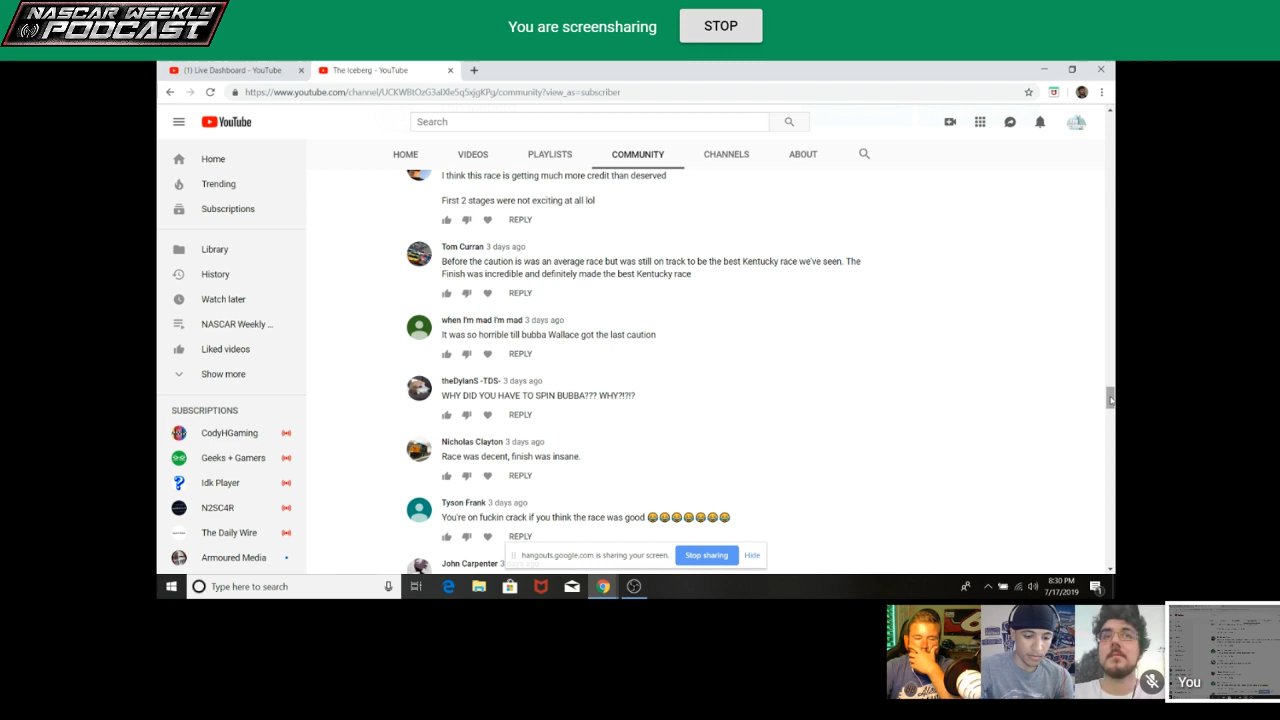 NASCAR WEEKLY
PODCAST
You are screensharing
STOP
(1) Live Dashboard - YouTube
The Iceberg - YouTube
YouTube
Search
HOME
VIDEOS
PLAYLISTS
COMMUNITY
CHANNELS
ABOUT
Home
Trending
Subscriptions
Library
History
Watch later
NASCAR Weekly ...
Liked videos
Show more
SUBSCRIPTIONS
CodyHGaming
Geeks + Gamers
Idk Player
N2SC4R
The Daily Wire
Armoured Media
I think this race is getting much more credit than deserved
First 2 stages were not exciting at all lol
REPLY
Tom Curran 3 days ago
Before the caution is was an average race but was still on track to be the best Kentucky race we've seen. The
Finish was incredible and definitely made the best Kentucky race
REPLY
when I'm mad I'm mad 3 days ago
It was so horrible till bubba Wallace got the last caution
REPLY
theDylanS -TDS- 3 days ago
WHY DID YOU HAVE TO SPIN BUBBA??? WHY?!?!?
REPLY
Nicholas Clayton 3 days ago
Race was decent, finish was insane.
REPLY
Tyson Frank 3 days ago
You're on fuckin crack if you think the race was good 😂😂😂😂😂😂😂
REPLY
John Carpenter 3 days ago
hangouts.google.com is sharing your screen.
Stop sharing
Hide
Type here to search
8:30 PM
7/17/2019
You